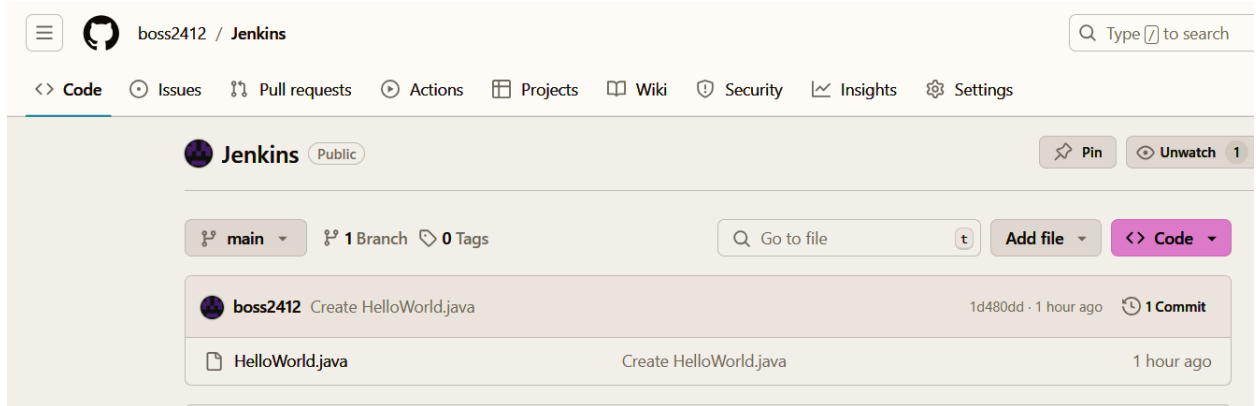 boss2412 / Jenkins
Type / to search
Code Issues Pull requests Actions Projects Wiki Security Insights Settings
Jenkins Public
Pin Unwatch 1
main 1 Branch 0 Tags
Go to file t Add file Code
boss2412 Create HelloWorld.java 1d480dd · 1 hour ago 1 Commit
HelloWorld.java Create HelloWorld.java 1 hour ago